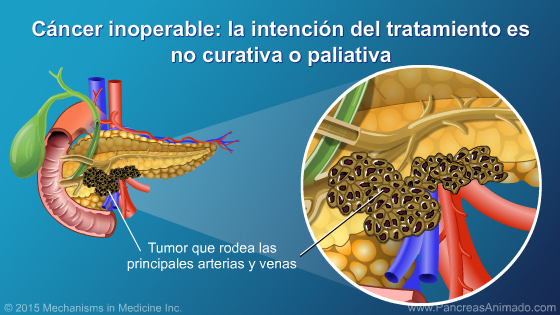 Cáncer inoperable: la intención del tratamiento es
no curativa o paliativa
Tumor que rodea las
principales arterias y venas
© 2015 Mechanisms in Medicine Inc.
www.PancreasAnimado.com